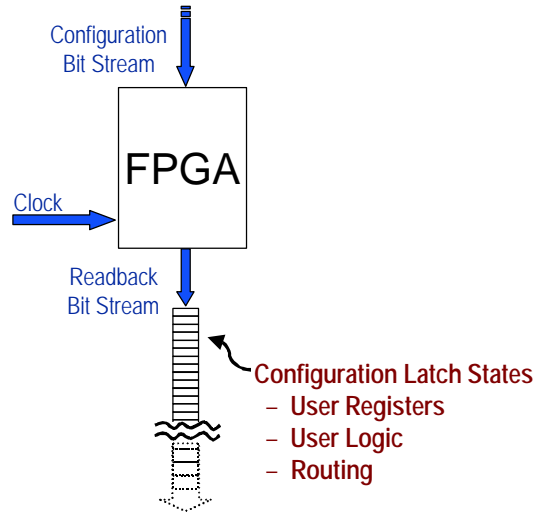 Configuration
Bit Stream
FPGA
Clock
Readback
Bit Stream
Configuration Latch States
– User Registers
– User Logic
– Routing